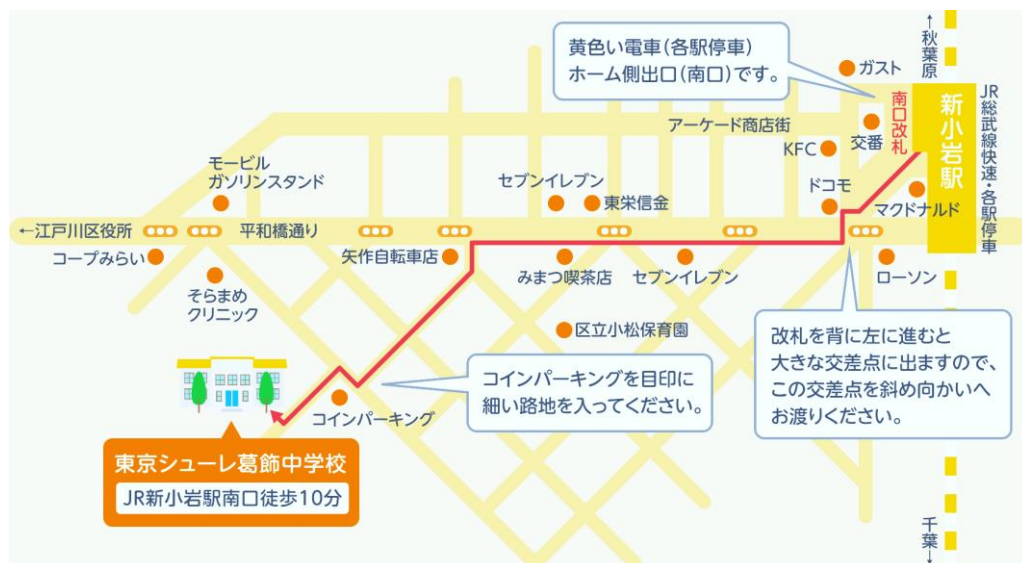 黄色い電車(各駅停車)
ホーム側出口(南口)です。
←秋葉原
ガスト
新小岩駅
JR総武線快速・各駅停車
南口改札
アーケード商店街
交番
KFC
モービル
ガソリンスタンド
セブンイレブン
東栄信金
ドコモ
マクドナルド
←江戸川区役所
平和橋通り
コープみらい
矢作自転車店
みまつ喫茶店
セブンイレブン
ローソン
そらまめ
クリニック
区立小松保育園
改札を背に左に進むと
大きな交差点に出ますので、
この交差点を斜め向かいへ
お渡りください。
コインパーキングを目印に
細い路地を入ってください。
コインパーキング
東京シューレ葛飾中学校
JR新小岩駅南口徒歩10分
千葉→